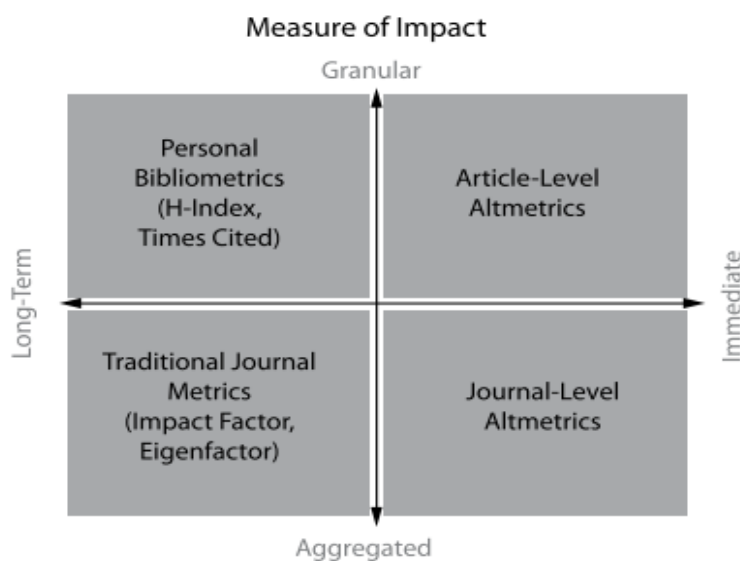 Measure of Impact
Granular
Personal
Bibliometrics
(H-Index,
Times Cited)
Article-Level
Altmetrics
Long-Term
Immediate
Traditional Journal
Metrics
(Impact Factor,
Eigenfactor)
Journal-Level
Altmetrics
Aggregated